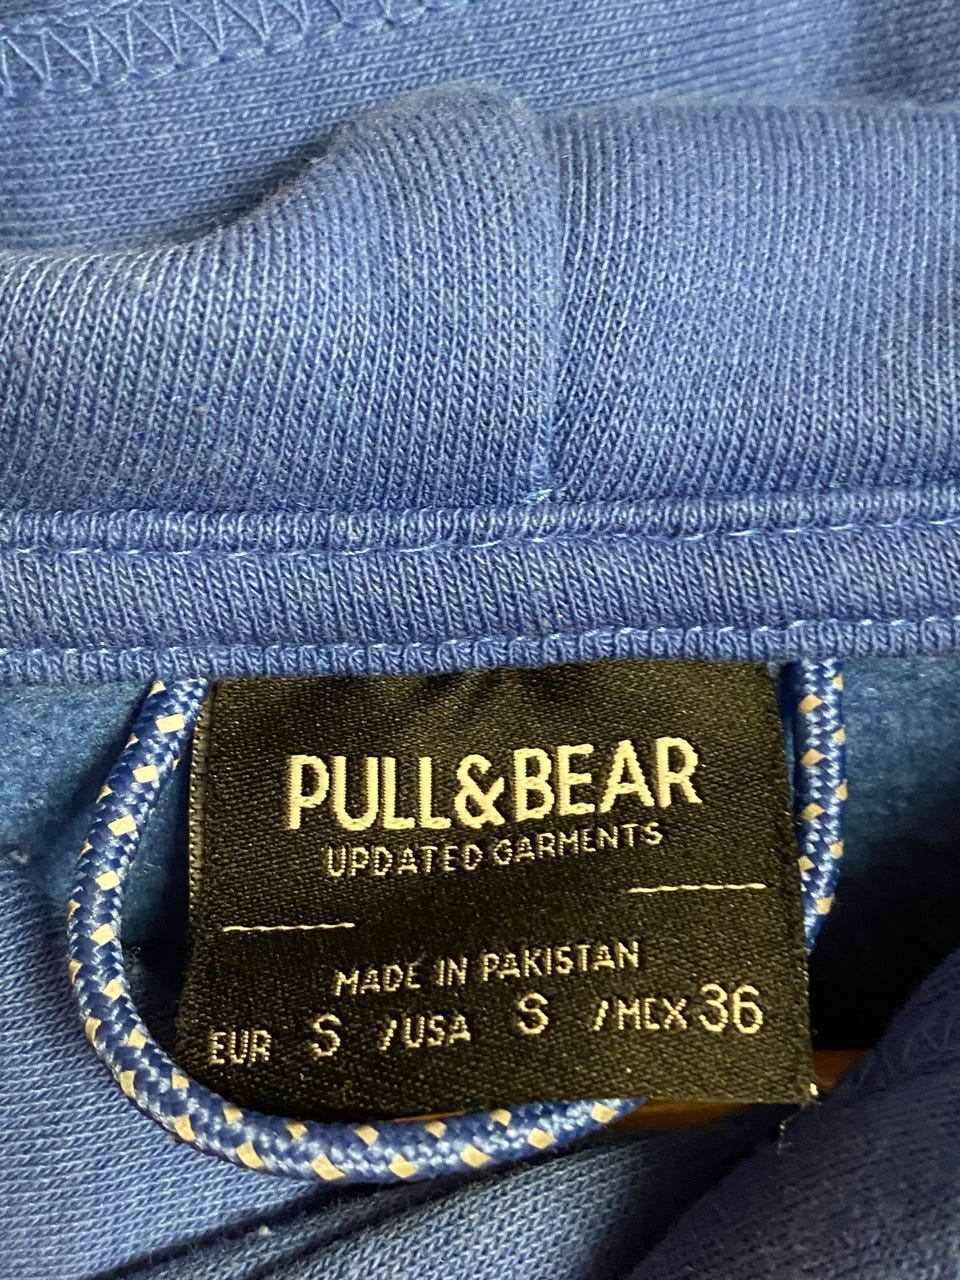 PULL&BEAR
UPDATED GARMENTS
MADE IN PAKISTAN
EUR S /USA S /MEX 36